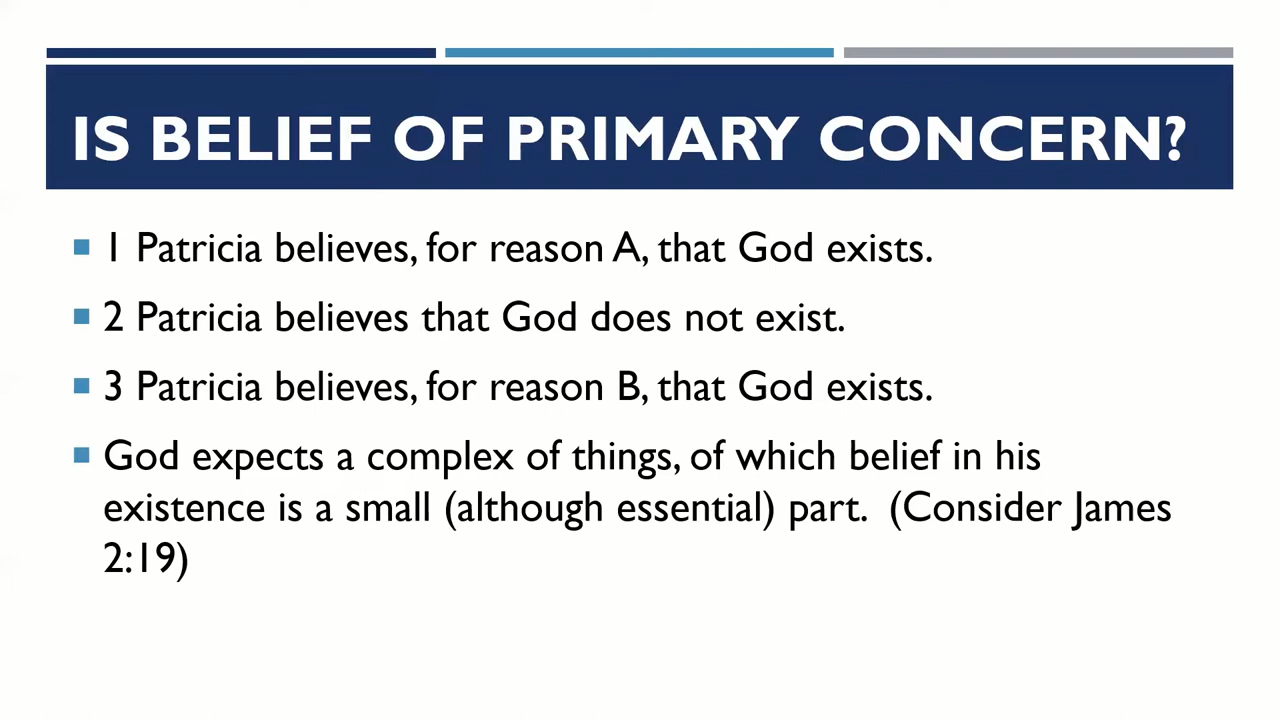 IS BELIEF OF PRIMARY CONCERN?
1 Patricia believes, for reason A, that God exists.
2 Patricia believes that God does not exist.
3 Patricia believes, for reason B, that God exists.
God expects a complex of things, of which belief in his
existence is a small (although essential) part. (Consider James
2:19)